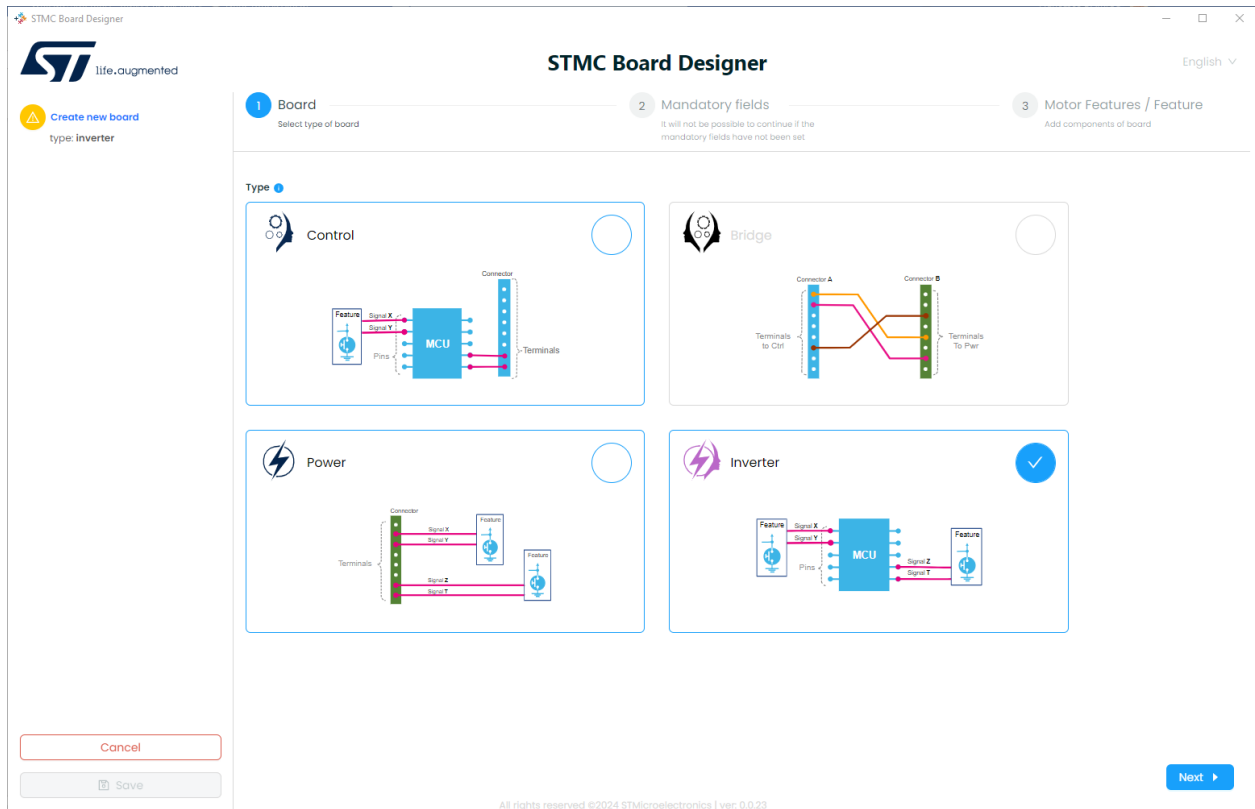 STMC Board Designer
ST
life.augmented
STMC Board Designer
English
Create new board
type: inverter
1 Board
Select type of board
2 Mandatory fields
It will not be possible to continue if the
mandatory fields have not been set
3 Motor Features / Feature
Add components of board
Type
Control
Connector
Feature
Signal X
Signal Y
Pins
MCU
Terminals
Bridge
Connector A
Connector B
Terminals
to Ctrl
Terminals
To Pwr
Power
Connector
Signal X
Signal Y
Feature
Terminals
Feature
Signal Z
Signal T
Inverter
Feature
Signal X
Signal Y
Pins
MCU
Signal Z
Signal T
Feature
Cancel
Save
Next
All rights reserved ©2024 STMicroelectronics | ver: 0.0.23